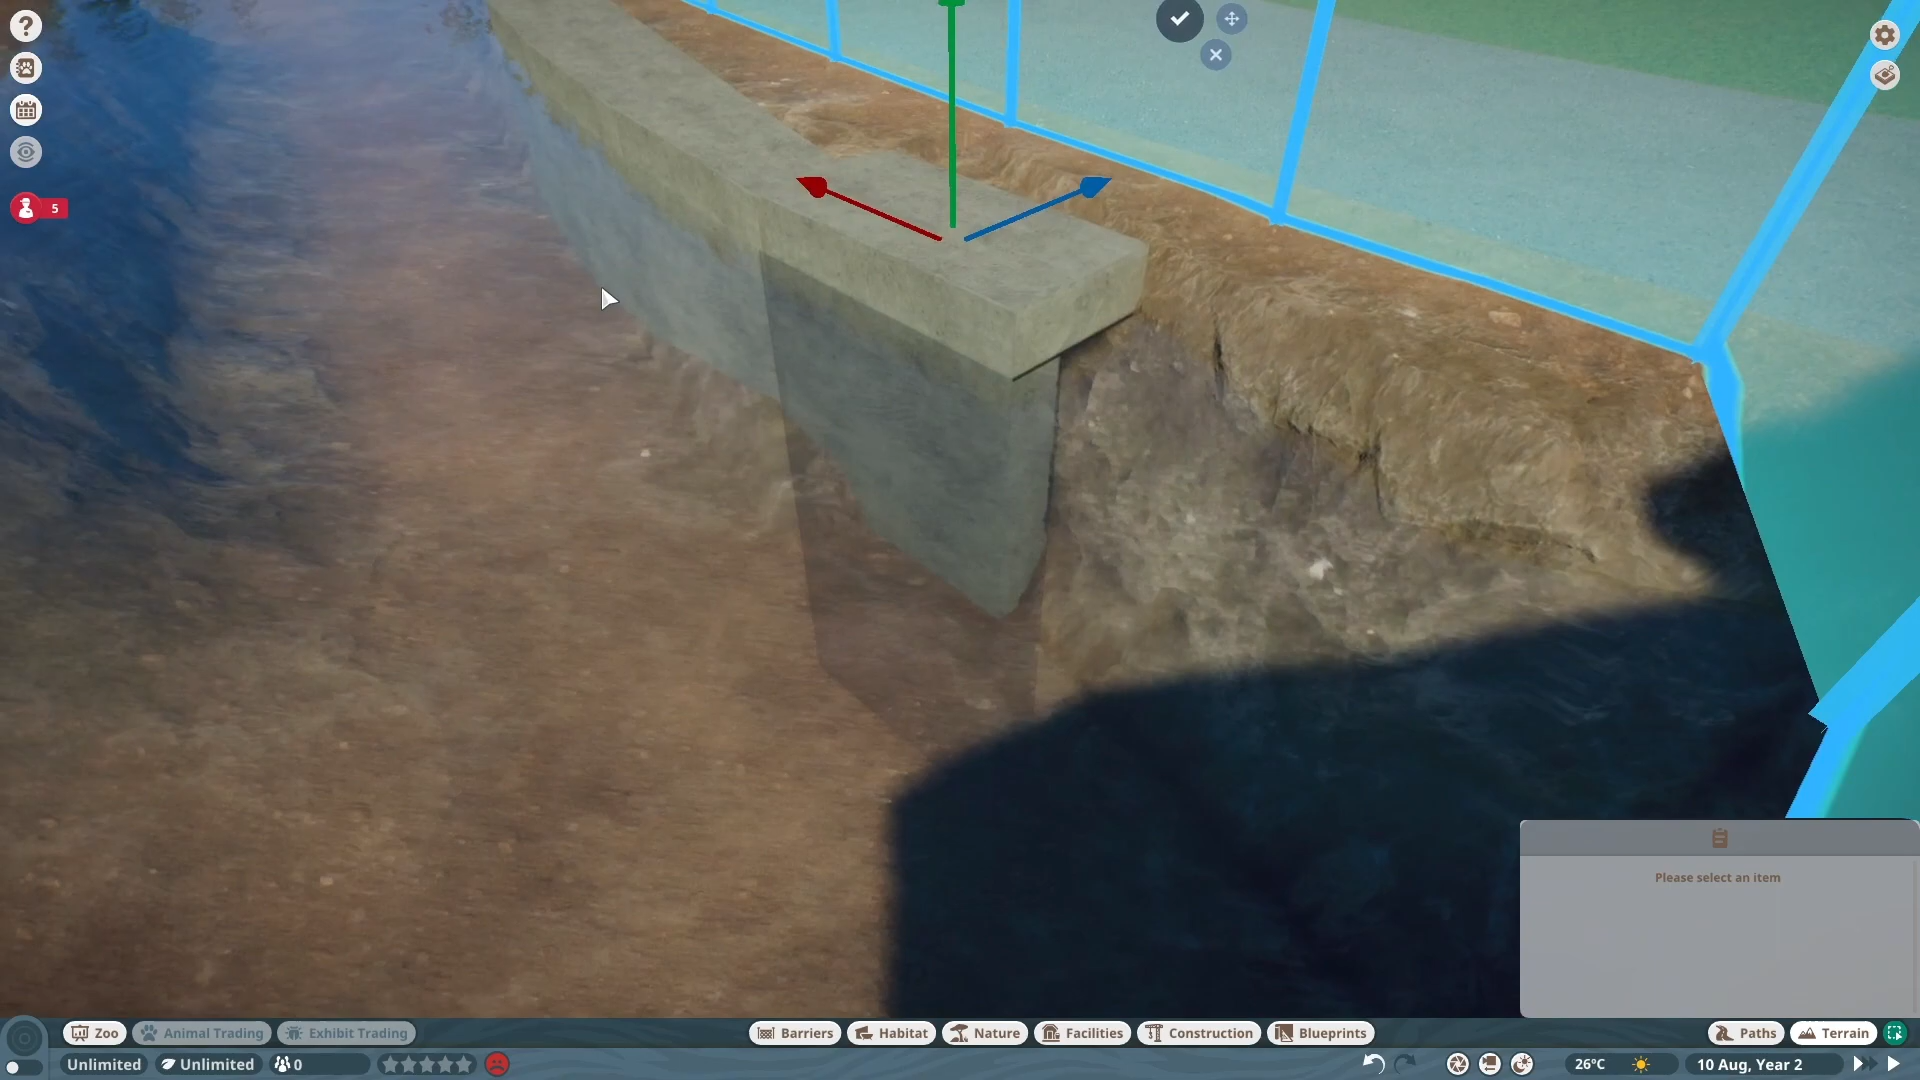 ?
5
Please select an item
Zoo Animal Trading Exhibit Trading Barriers Habitat Nature Facilities Construction Blueprints Paths Terrain
Unlimited Unlimited 0 26°C 10 Aug, Year 2